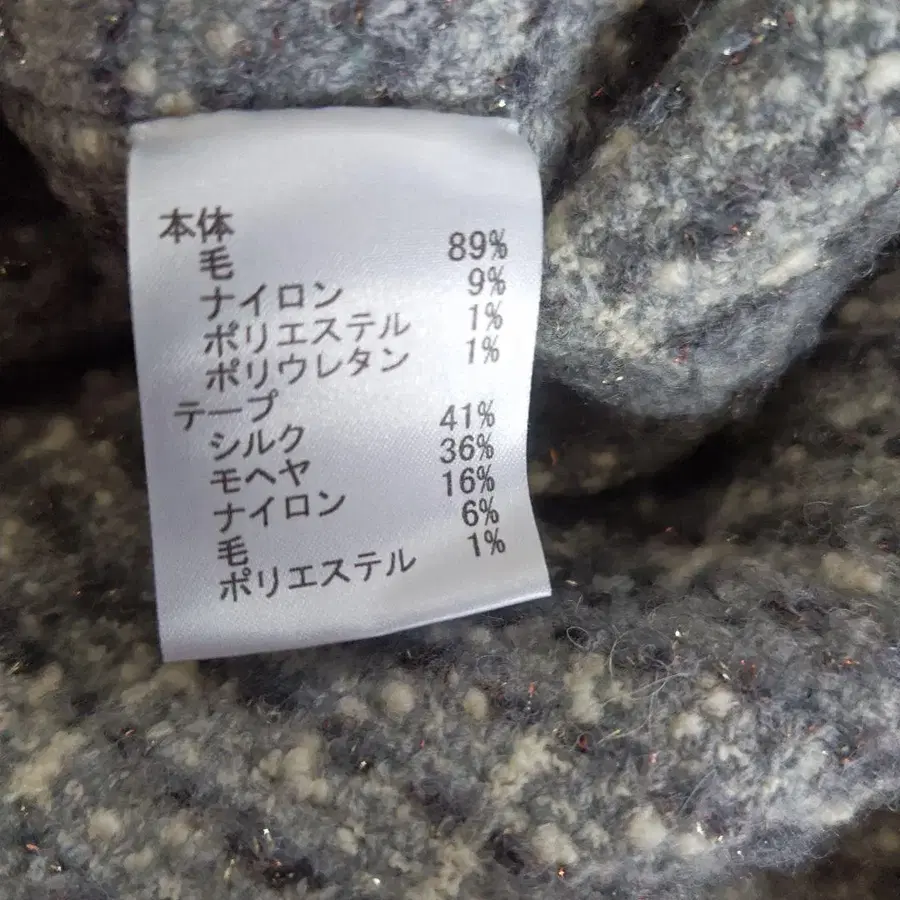 本体
毛 89%
ナイロン 9%
ポリエステル 1%
ポリウレタン 1%
テープ
シルク 41%
モヘヤ 36%
ナイロン 16%
毛 6%
ポリエステル 1%